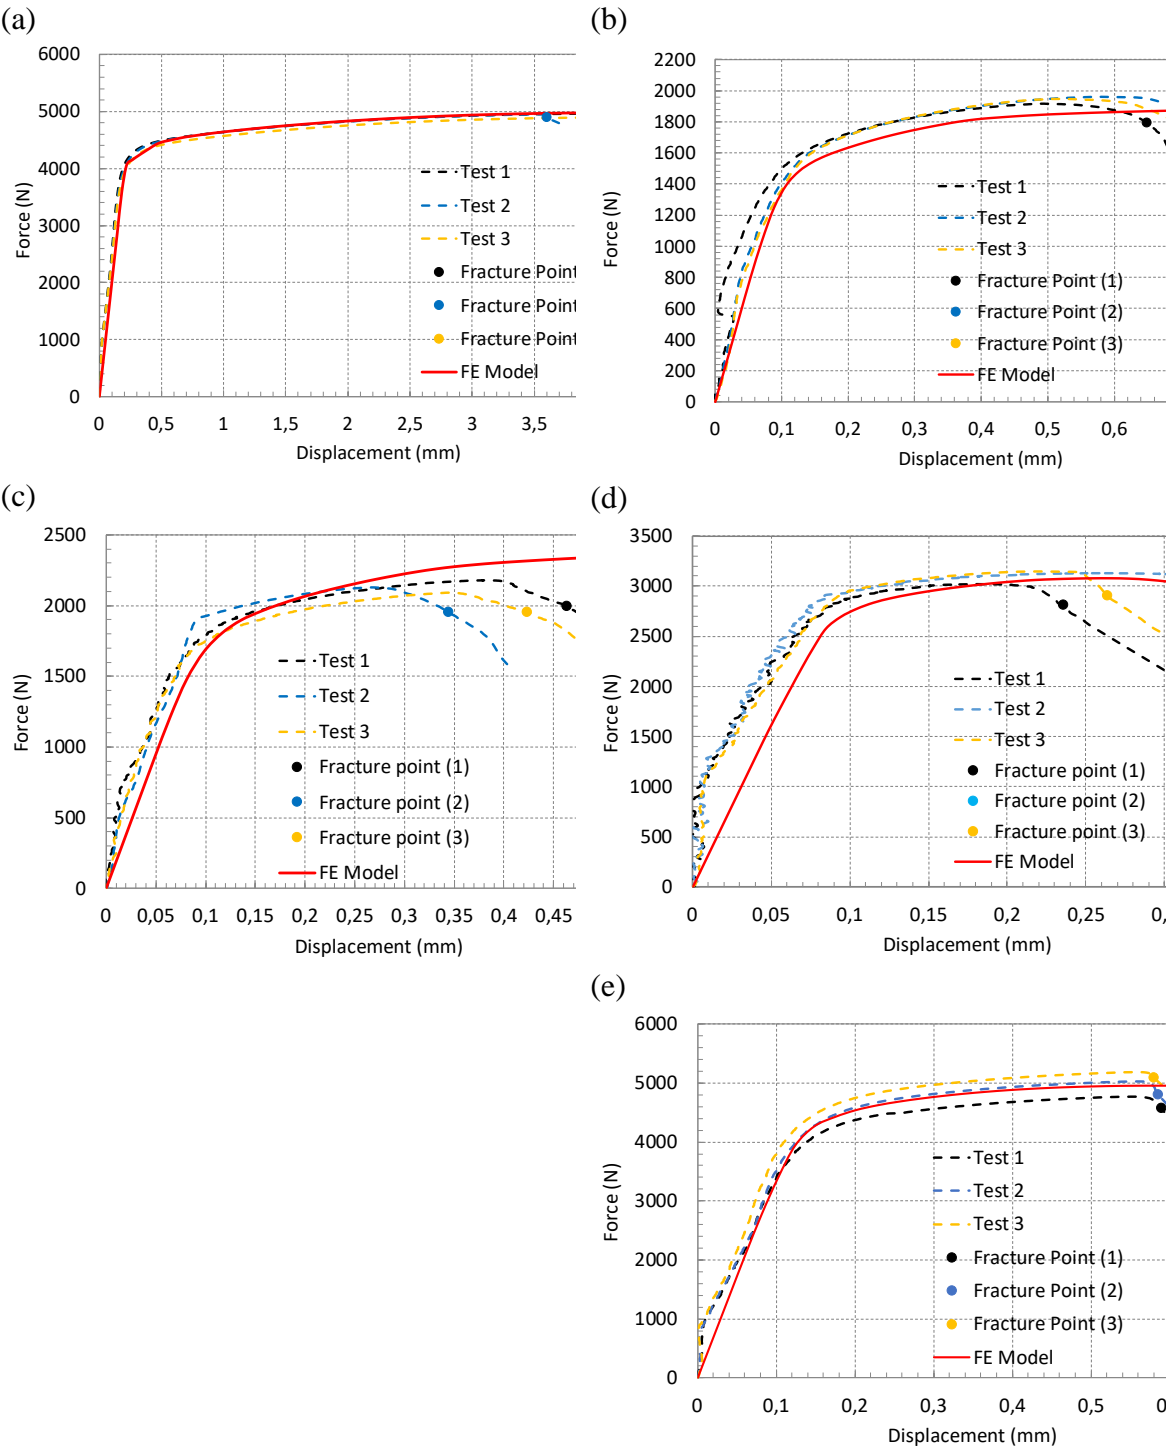 (a)
6000
5000
4000
3000
2000
1000
0
Force (N)
0
0,5
1
1,5
2
2,5
3
3,5
Displacement (mm)
Test 1
Test 2
Test 3
Fracture Point
Fracture Point
Fracture Point
FE Model
(b)
2200
2000
1800
1600
1400
1200
1000
800
600
400
200
0
Force (N)
0
0,1
0,2
0,3
0,4
0,5
0,6
Displacement (mm)
Test 1
Test 2
Test 3
Fracture Point (1)
Fracture Point (2)
Fracture Point (3)
FE Model
(c)
2500
2000
1500
1000
500
0
Force (N)
0
0,05
0,1
0,15
0,2
0,25
0,3
0,35
0,4
0,45
Displacement (mm)
Test 1
Test 2
Test 3
Fracture point (1)
Fracture point (2)
Fracture point (3)
FE Model
(d)
3500
3000
2500
2000
1500
1000
500
0
Force (N)
0
0,05
0,1
0,15
0,2
0,25
Displacement (mm)
Test 1
Test 2
Test 3
Fracture point (1)
Fracture point (2)
Fracture point (3)
FE Model
(e)
6000
5000
4000
3000
2000
1000
0
Force (N)
0
0,1
0,2
0,3
0,4
0,5
Displacement (mm)
Test 1
Test 2
Test 3
Fracture Point (1)
Fracture Point (2)
Fracture Point (3)
FE Model